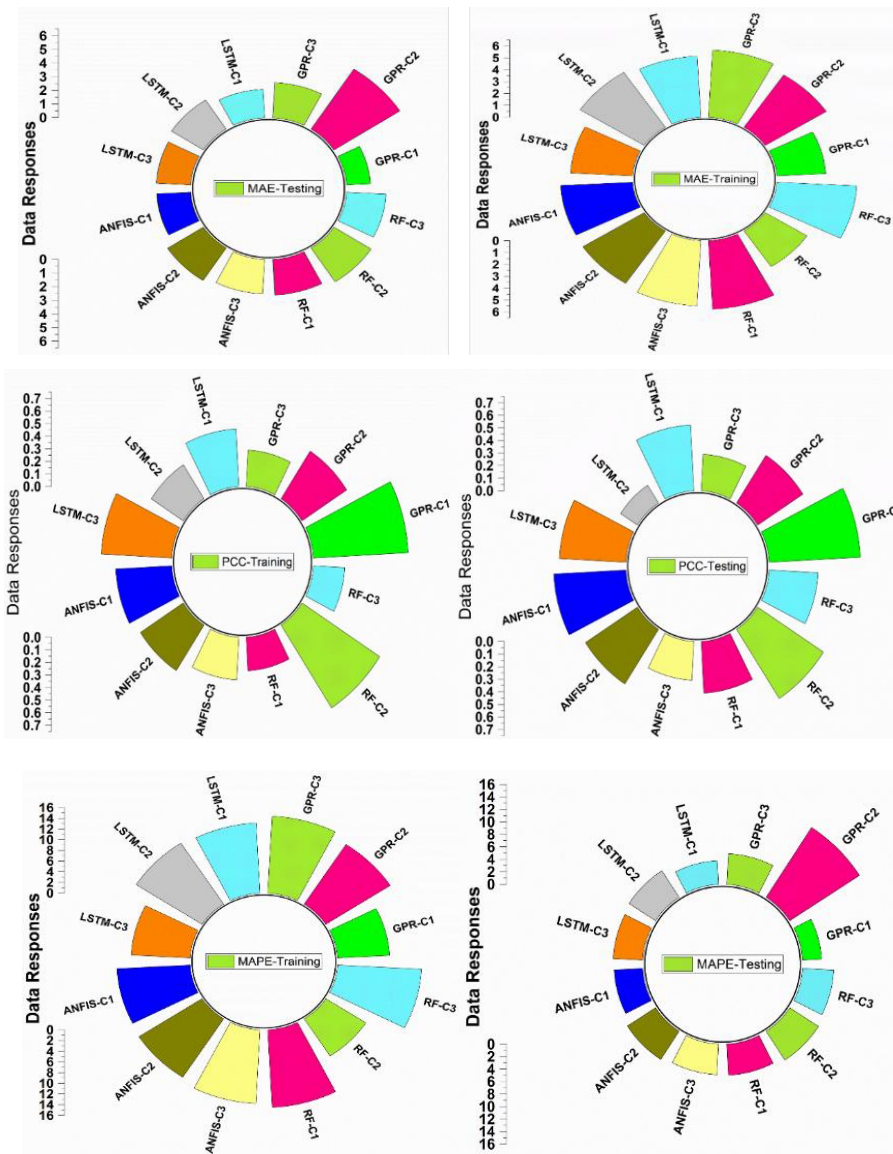 6
5
4
3
2
1
0
Data Responses
0
1
2
3
4
5
6
LSTM-C1
GPR-C3
GPR-C2
LSTM-C2
LSTM-C3
GPR-C1
MAE-Testing
ANFIS-C1
RF-C3
ANFIS-C2
RF-C2
ANFIS-C3
RF-C1
6
5
4
3
2
1
0
Data Responses
0
1
2
3
4
5
6
LSTM-C1
GPR-C3
GPR-C2
LSTM-C2
LSTM-C3
GPR-C1
MAE-Training
ANFIS-C1
RF-C3
ANFIS-C2
RF-C2
ANFIS-C3
RF-C1
0.7
0.6
0.5
0.4
0.3
0.2
0.1
0.0
Data Responses
0.0
0.1
0.2
0.3
0.4
0.5
0.6
0.7
LSTM-C1
GPR-C3
GPR-C2
LSTM-C2
LSTM-C3
GPR-C1
PCC-Training
ANFIS-C1
RF-C3
ANFIS-C2
RF-C2
ANFIS-C3
RF-C1
0.7
0.6
0.5
0.4
0.3
0.2
0.1
0.0
Data Responses
0.0
0.1
0.2
0.3
0.4
0.5
0.6
0.7
LSTM-C1
GPR-C3
GPR-C2
LSTM-C2
LSTM-C3
GPR-C
PCC-Testing
ANFIS-C1
RF-C3
ANFIS-C2
RF-C2
ANFIS-C3
RF-C1
16
14
12
10
8
6
4
2
0
Data Responses
0
2
4
6
8
10
12
14
16
LSTM-C1
GPR-C3
GPR-C2
LSTM-C2
LSTM-C3
GPR-C1
MAPE-Training
ANFIS-C1
RF-C3
ANFIS-C2
RF-C2
ANFIS-C3
RF-C1
16
14
12
10
8
6
4
2
0
Data Responses
0
2
4
6
8
10
12
14
16
LSTM-C1
GPR-C3
GPR-C2
LSTM-C2
LSTM-C3
GPR-C1
MAPE-Testing
ANFIS-C1
RF-C3
ANFIS-C2
RF-C2
ANFIS-C3
RF-C1